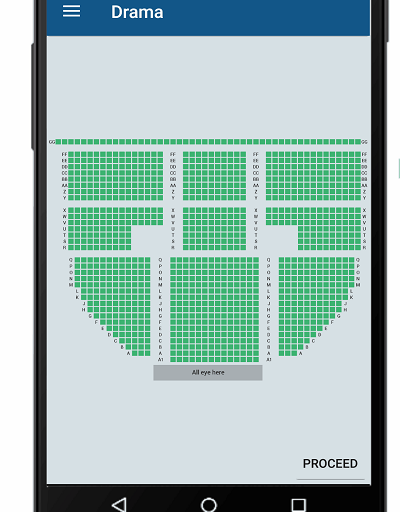 Drama
GG GG
FF FF FF FF
EE EE EE EE
DD DD DD DD
CC CC CC CC
BB BB BB BB
AA AA AA AA
Z Z Z Z
Y Y Y Y
X X X X
W W W W
V V V V
U U U U
T T T T
S S S S
R R R R
Q Q Q Q
P P P P
O O O O
N N N N
M M M M
L L L L
K K K K
J J J J
H H H H
G G G G
F F F F
E E E E
D D D D
C C C C
B B B B
A A A A
A1 A1
All eye here
PROCEED